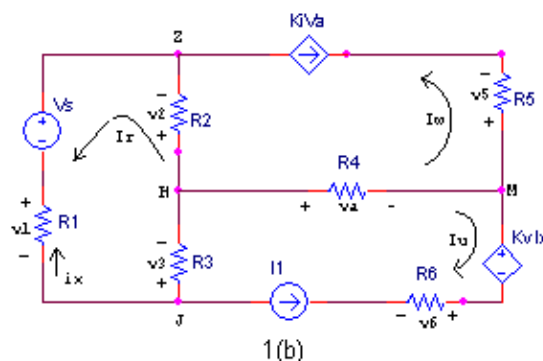 Z
KiVa
Vs
-
v2
+
R2
Ir
Iw
-
v5
+
R5
R4
H
+
va
-
M
+
v1
-
R1
ix
-
v3
+
R3
Iu
Kvb
I1
R6
-
v6
+
J
1(b)